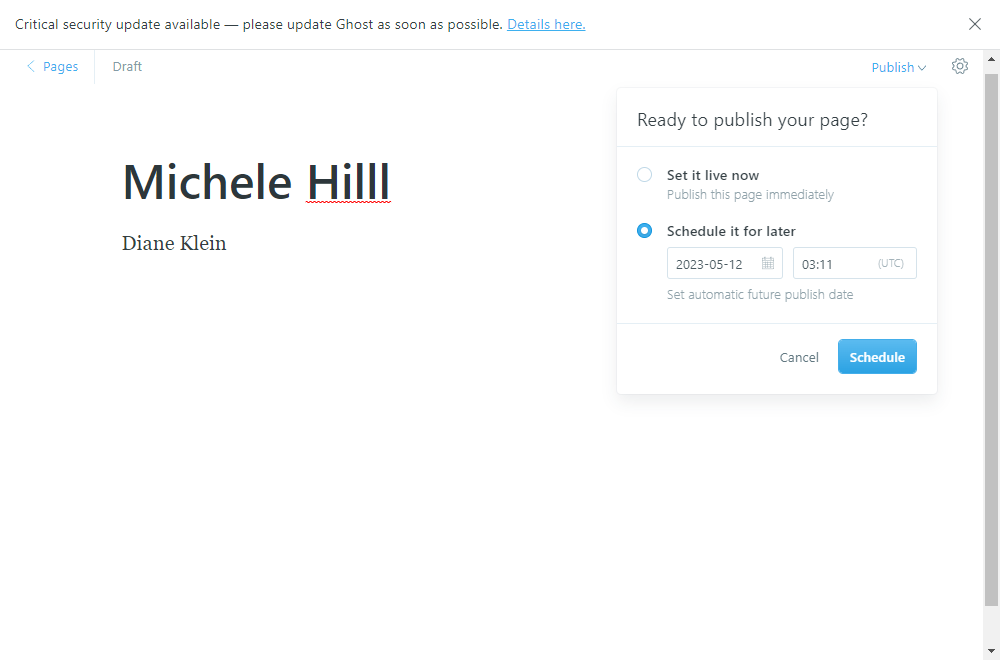 Critical security update available — please update Ghost as soon as possible. Details here.
Pages
Draft
Publish
Ready to publish your page?
Michele Hilll
Set it live now
Publish this page immediately
Diane Klein
Schedule it for later
2023-05-12
03:11 (UTC)
Set automatic future publish date
Cancel
Schedule